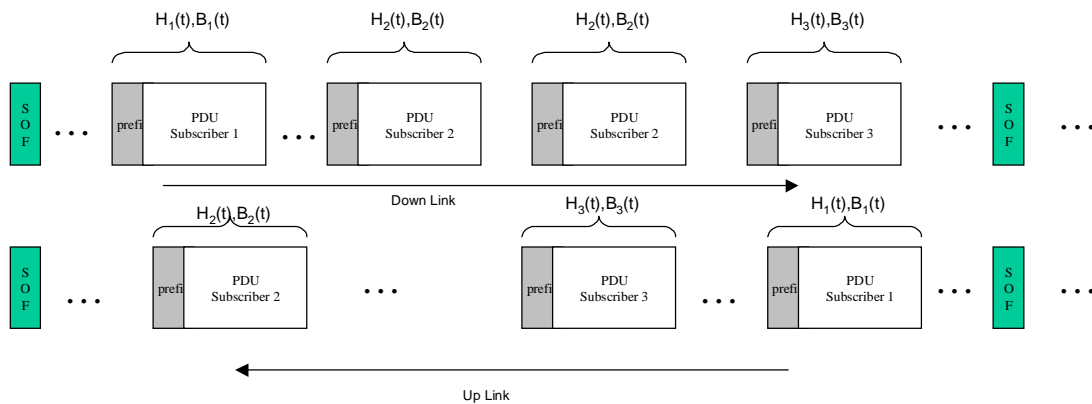 H1(t),B1(t)
H2(t),B2(t)
H2(t),B2(t)
H3(t),B3(t)
S
O
F
...
prefi
PDU
Subscriber 1
...
prefi
PDU
Subscriber 2
prefi
PDU
Subscriber 2
prefi
PDU
Subscriber 3
...
S
O
F
...
Down Link
H2(t),B2(t)
H3(t),B3(t)
H1(t),B1(t)
S
O
F
...
prefi
PDU
Subscriber 2
...
prefi
PDU
Subscriber 3
...
prefi
PDU
Subscriber 1
...
S
O
F
...
Up Link